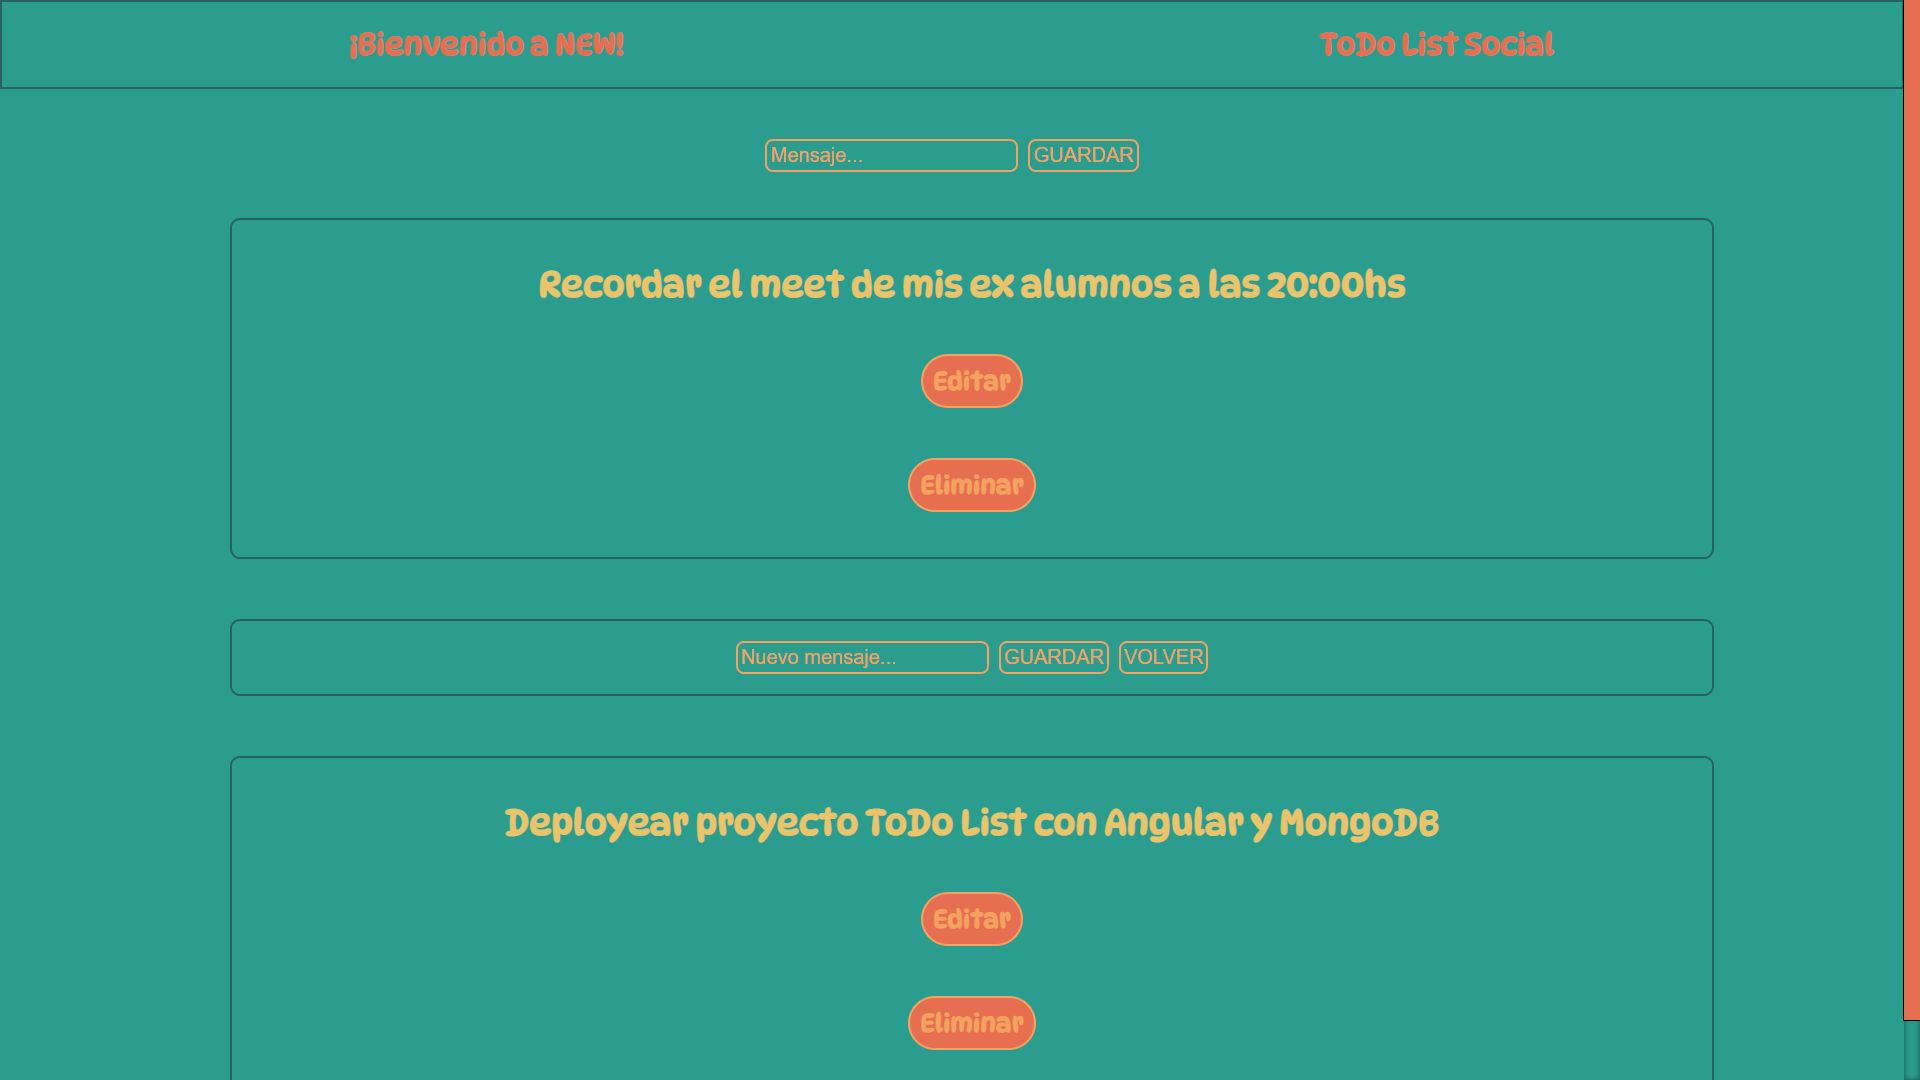 ¡Bienvenido a NEW!
ToDo List Social
Mensaje... GUARDAR
Recordar el meet de mis ex alumnos a las 20:00hs
Editar
Eliminar
Nuevo mensaje... GUARDAR VOLVER
Deployear proyecto ToDo List con Angular y MongoDB
Editar
Eliminar